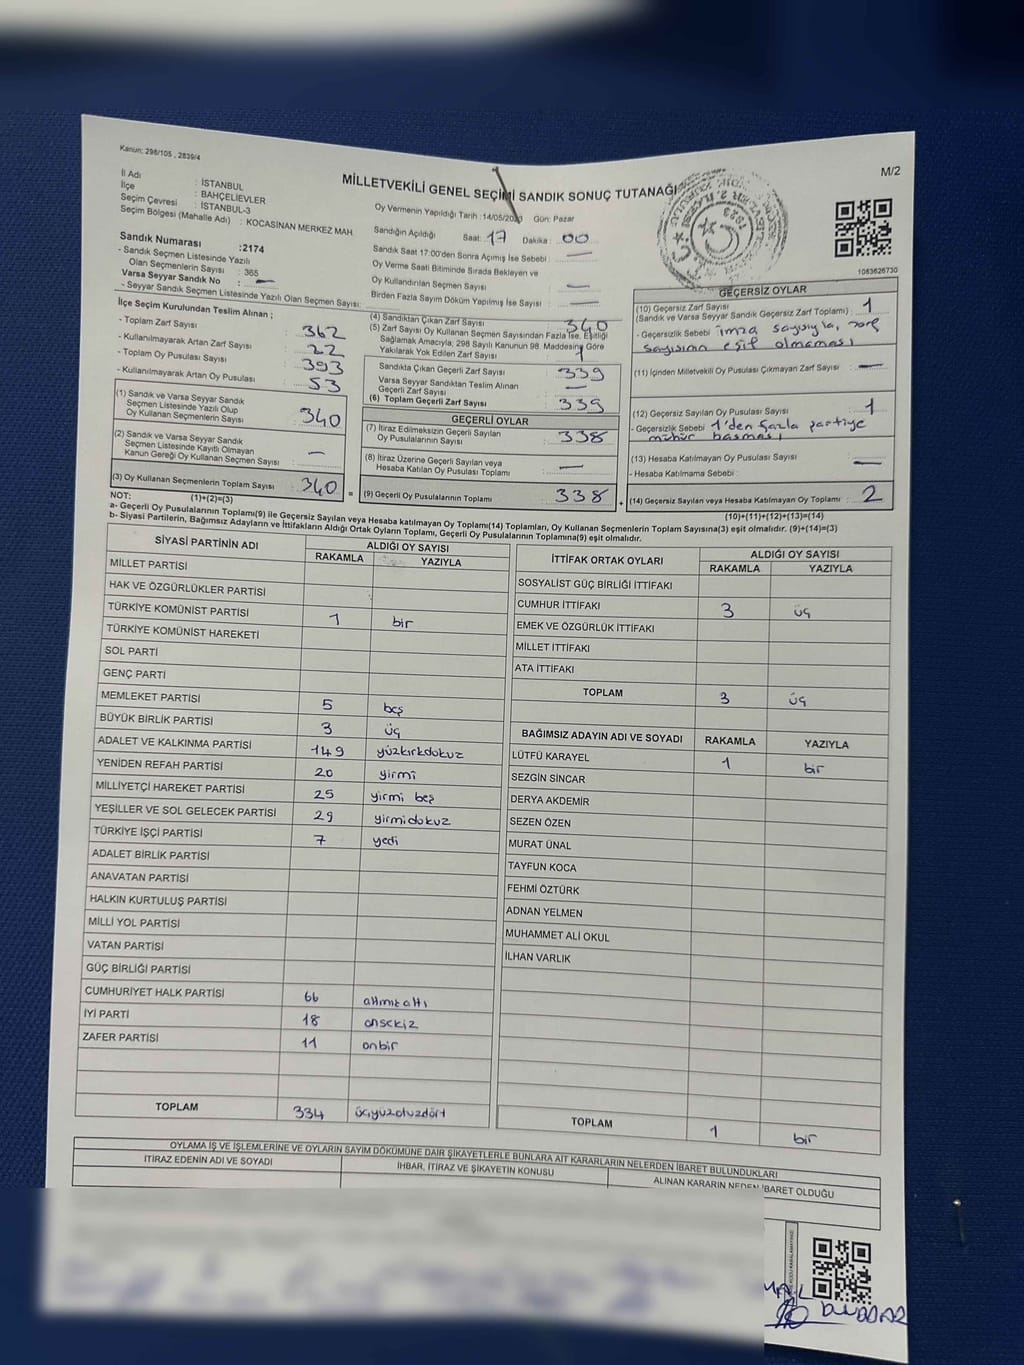 Kanun: 298/105 , 2839/4
M/2
MİLLETVEKİLİ GENEL SEÇİMİ SANDIK SONUÇ TUTANAĞI
İl Adı : İSTANBUL
İlçe : BAHÇELİEVLER
Seçim Çevresi : İSTANBUL-3
Seçim Bölgesi (Mahalle Adı) : KOCASİNAN MERKEZ MAH
Sandık Numarası :2174
- Sandık Seçmen Listesinde Yazılı
Olan Seçmenlerin Sayısı : 365
Varsa Seyyar Sandık No : —
- Seyyar Sandık Seçmen Listesinde Yazılı Olan Seçmen Sayısı:
Oy Vermenin Yapıldığı Tarih :14/05/2023 Gün: Pazar
Sandığın Açıldığı Saat: 17 Dakika : 00
Sandık Saat 17:00'den Sonra Açılmış İse Sebebi : —
Oy Verme Saati Bitiminde Sırada Bekleyen ve
Oy Kullandırılan Seçmen Sayısı : —
Birden Fazla Sayım Döküm Yapılmış İse Sayısı : —
1923
1083626730
İlçe Seçim Kurulundan Teslim Alınan ;
- Toplam Zarf Sayısı : 362
- Kullanılmayarak Artan Zarf Sayısı : 22
- Toplam Oy Pusulası Sayısı : 393
- Kullanılmayarak Artan Oy Pusulası : 53
(1) Sandık ve Varsa Seyyar Sandık
Seçmen Listesinde Yazılı Olup
Oy Kullanan Seçmenlerin Sayısı : 340
(2) Sandık ve Varsa Seyyar Sandık
Seçmen Listesinde Kayıtlı Olmayan
Kanun Gereği Oy Kullanan Seçmen Sayısı : —
(3) Oy Kullanan Seçmenlerin Toplam Sayısı : 340
(4) Sandıktan Çıkan Zarf Sayısı : 340
(5) Zarf Sayısı Oy Kullanan Seçmen Sayısından Fazla İse, Eşitliği
Sağlamak Amacıyla, 298 Sayılı Kanunun 98. Maddesine Göre
Yakılarak Yok Edilen Zarf Sayısı : 1
Sandıkta Çıkan Geçerli Zarf Sayısı : 339
Varsa Seyyar Sandıktan Teslim Alınan
Geçerli Zarf Sayısı : —
(6) Toplam Geçerli Zarf Sayısı : 339
GEÇERLİ OYLAR
(7) İtiraz Edilmeksizin Geçerli Sayılan
Oy Pusulalarının Sayısı : 338
(8) İtiraz Üzerine Geçerli Sayılan veya
Hesaba Katılan Oy Pusulası Toplamı : —
= (9) Geçerli Oy Pusulalarının Toplamı : 338 +
GEÇERSİZ OYLAR
(10) Geçersiz Zarf Sayısı
(Sandık ve Varsa Seyyar Sandık Geçersiz Zarf Toplamı) : 1
- Geçersizlik Sebebi : imza sayısıyla, zarf
sayısının eşit olmaması
(11) İçinden Milletvekili Oy Pusulası Çıkmayan Zarf Sayısı : —
(12) Geçersiz Sayılan Oy Pusulası Sayısı : 1
- Geçersizlik Sebebi : 1'den fazla partiye
mühür basması
(13) Hesaba Katılmayan Oy Pusulası Sayısı : —
- Hesaba Katılmama Sebebi :
(14) Geçersiz Sayılan veya Hesaba Katılmayan Oy Toplamı : 2
(10)+(11)+(12)+(13)=(14)
NOT: (1)+(2)=(3)
a- Geçerli Oy Pusulaları Toplamı(9) ile Geçersiz Sayılan veya Hesaba katılmayan Oy Toplamı(14) Toplamları, Oy Kullanan Seçmenlerin Toplam Sayısına(3) eşit olmalıdır. (9)+(14)=(3)
b- Siyasi Partilerin, Bağımsız Adayların ve İttifakların Aldığı Ortak Oyların Toplamı, Geçerli Oy Pusulalarının Toplamına(9) eşit olmalıdır.
SİYASİ PARTİNİN ADI
ALDIĞI OY SAYISI
RAKAMLA YAZIYLA
MİLLET PARTİSİ
HAK VE ÖZGÜRLÜKLER PARTİSİ
TÜRKİYE KOMÜNİST PARTİSİ 1 bir
TÜRKİYE KOMÜNİST HAREKETİ
SOL PARTİ
GENÇ PARTİ
MEMLEKET PARTİSİ 5 beş
BÜYÜK BİRLİK PARTİSİ 3 üç
ADALET VE KALKINMA PARTİSİ 149 yüzkırkdokuz
YENİDEN REFAH PARTİSİ 20 yirmi
MİLLİYETÇİ HAREKET PARTİSİ 25 yirmi beş
YEŞİLLER VE SOL GELECEK PARTİSİ 29 yirmidokuz
TÜRKİYE İŞÇİ PARTİSİ 7 yedi
ADALET BİRLİK PARTİSİ
ANAVATAN PARTİSİ
HALKIN KURTULUŞ PARTİSİ
MİLLİ YOL PARTİSİ
VATAN PARTİSİ
GÜÇ BİRLİĞİ PARTİSİ
CUMHURİYET HALK PARTİSİ 66 altmışaltı
İYİ PARTİ 18 onsekiz
ZAFER PARTİSİ 11 onbir
TOPLAM 334 üçyüzotuzdört
İTTİFAK ORTAK OYLARI
ALDIĞI OY SAYISI
RAKAMLA YAZIYLA
SOSYALİST GÜÇ BİRLİĞİ İTTİFAKI
CUMHUR İTTİFAKI 3 üç
EMEK VE ÖZGÜRLÜK İTTİFAKI
MİLLET İTTİFAKI
ATA İTTİFAKI
TOPLAM 3 üç
BAĞIMSIZ ADAYIN ADI VE SOYADI RAKAMLA YAZIYLA
LÜTFÜ KARAYEL 1 bir
SEZGİN SİNCAR
DERYA AKDEMİR
SEZEN ÖZEN
MURAT ÜNAL
TAYFUN KOCA
FEHMİ ÖZTÜRK
ADNAN YELMEN
MUHAMMET ALİ OKUL
İLHAN VARLIK
TOPLAM 1 bir
OYLAMA İŞ VE İŞLEMLERİNE VE OYLARIN SAYIM DÖKÜMÜNE DAİR ŞİKAYETLERLE BUNLARA AİT KARARLARIN NELERDEN İBARET BULUNDUKLARI
İTİRAZ EDENİN ADI VE SOYADI İHBAR, İTİRAZ VE ŞİKAYETİN KONUSU ALINAN KARARIN NEDEN İBARET OLDUĞU